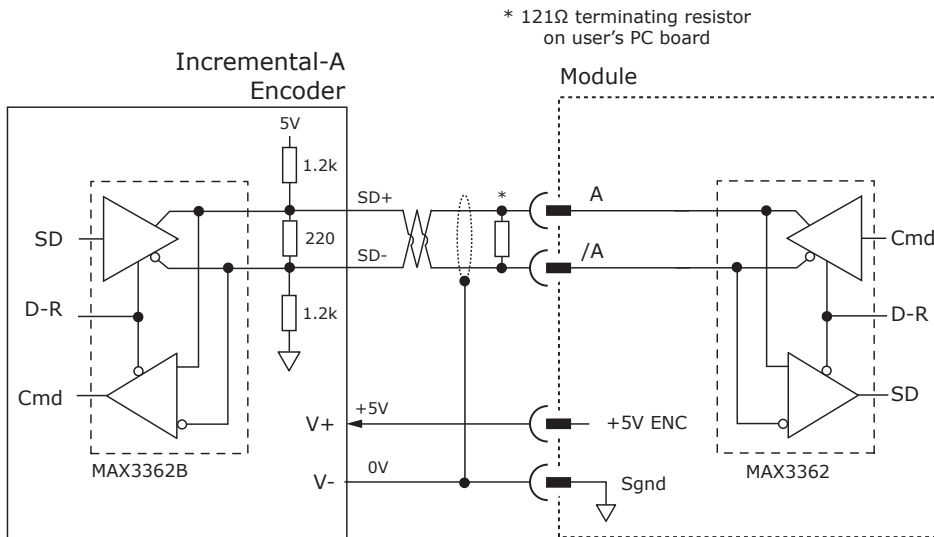 * 121Ω terminating resistor
on user's PC board
Incremental-A
Encoder
Module
5V
1.2k
SD+
*
A
SD
220
Cmd
SD-
/A
D-R
1.2k
D-R
Cmd
SD
V+
+5V
+5V ENC
MAX3362B
MAX3362
V-
0V
Sgnd